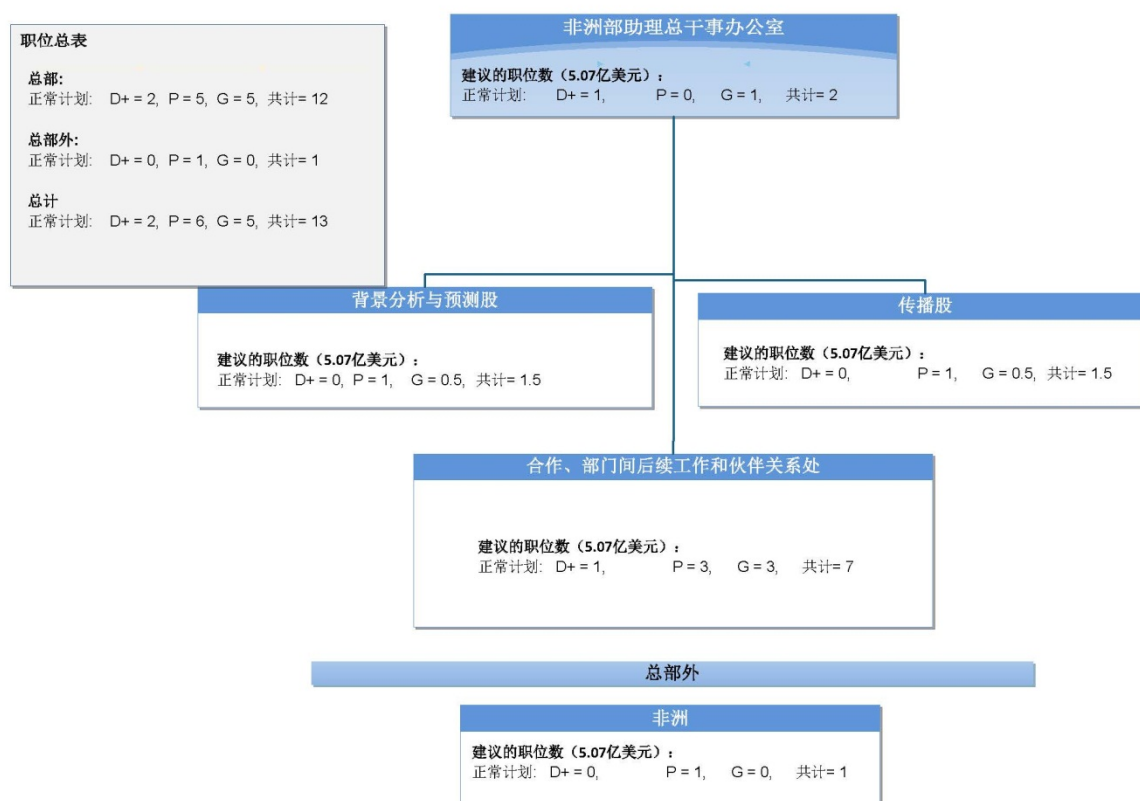 职位总表
总部:
正常计划: D+ = 2, P = 5, G = 5, 共计= 12
总部外:
正常计划: D+ = 0, P = 1, G = 0, 共计= 1
总计
正常计划: D+ = 2, P = 6, G = 5, 共计= 13
非洲部助理总干事办公室
建议的职位数（5.07亿美元）:
正常计划: D+ = 1, P = 0, G = 1, 共计= 2
背景分析与预测股
建议的职位数（5.07亿美元）:
正常计划: D+ = 0, P = 1, G = 0.5, 共计= 1.5
传播股
建议的职位数（5.07亿美元）:
正常计划: D+ = 0, P = 1, G = 0.5, 共计= 1.5
合作、部门间后续工作和伙伴关系处
建议的职位数（5.07亿美元）:
正常计划: D+ = 1, P = 3, G = 3, 共计= 7
总部外
非洲
建议的职位数（5.07亿美元）:
正常计划: D+ = 0, P = 1, G = 0, 共计= 1